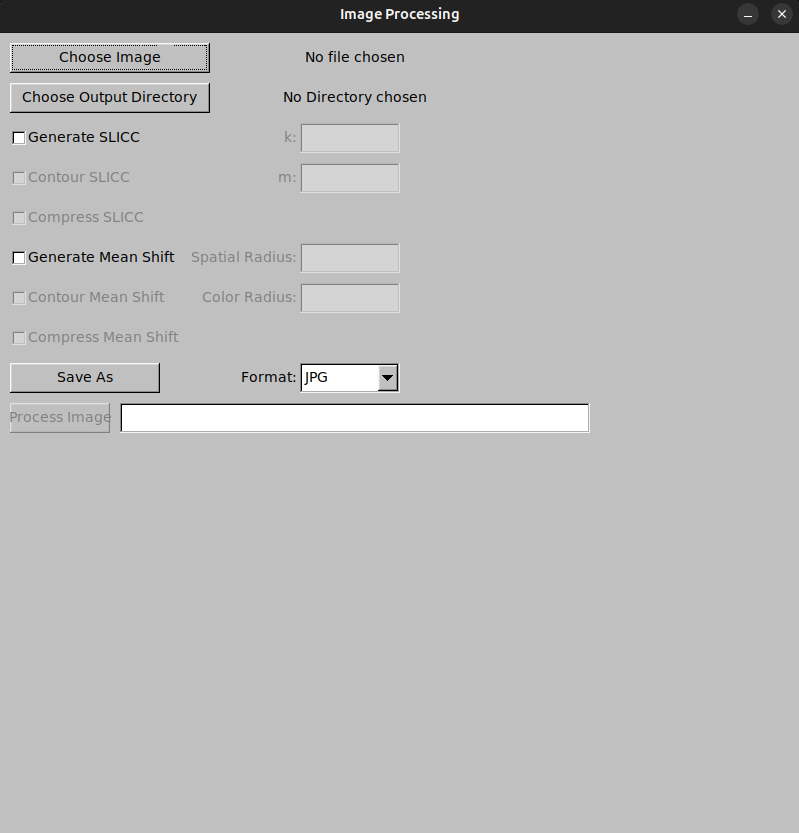 Image Processing
Choose Image No file chosen
Choose Output Directory No Directory chosen
Generate SLICC k:
Contour SLICC m:
Compress SLICC
Generate Mean Shift Spatial Radius:
Contour Mean Shift Color Radius:
Compress Mean Shift
Save As Format: JPG
Process Image